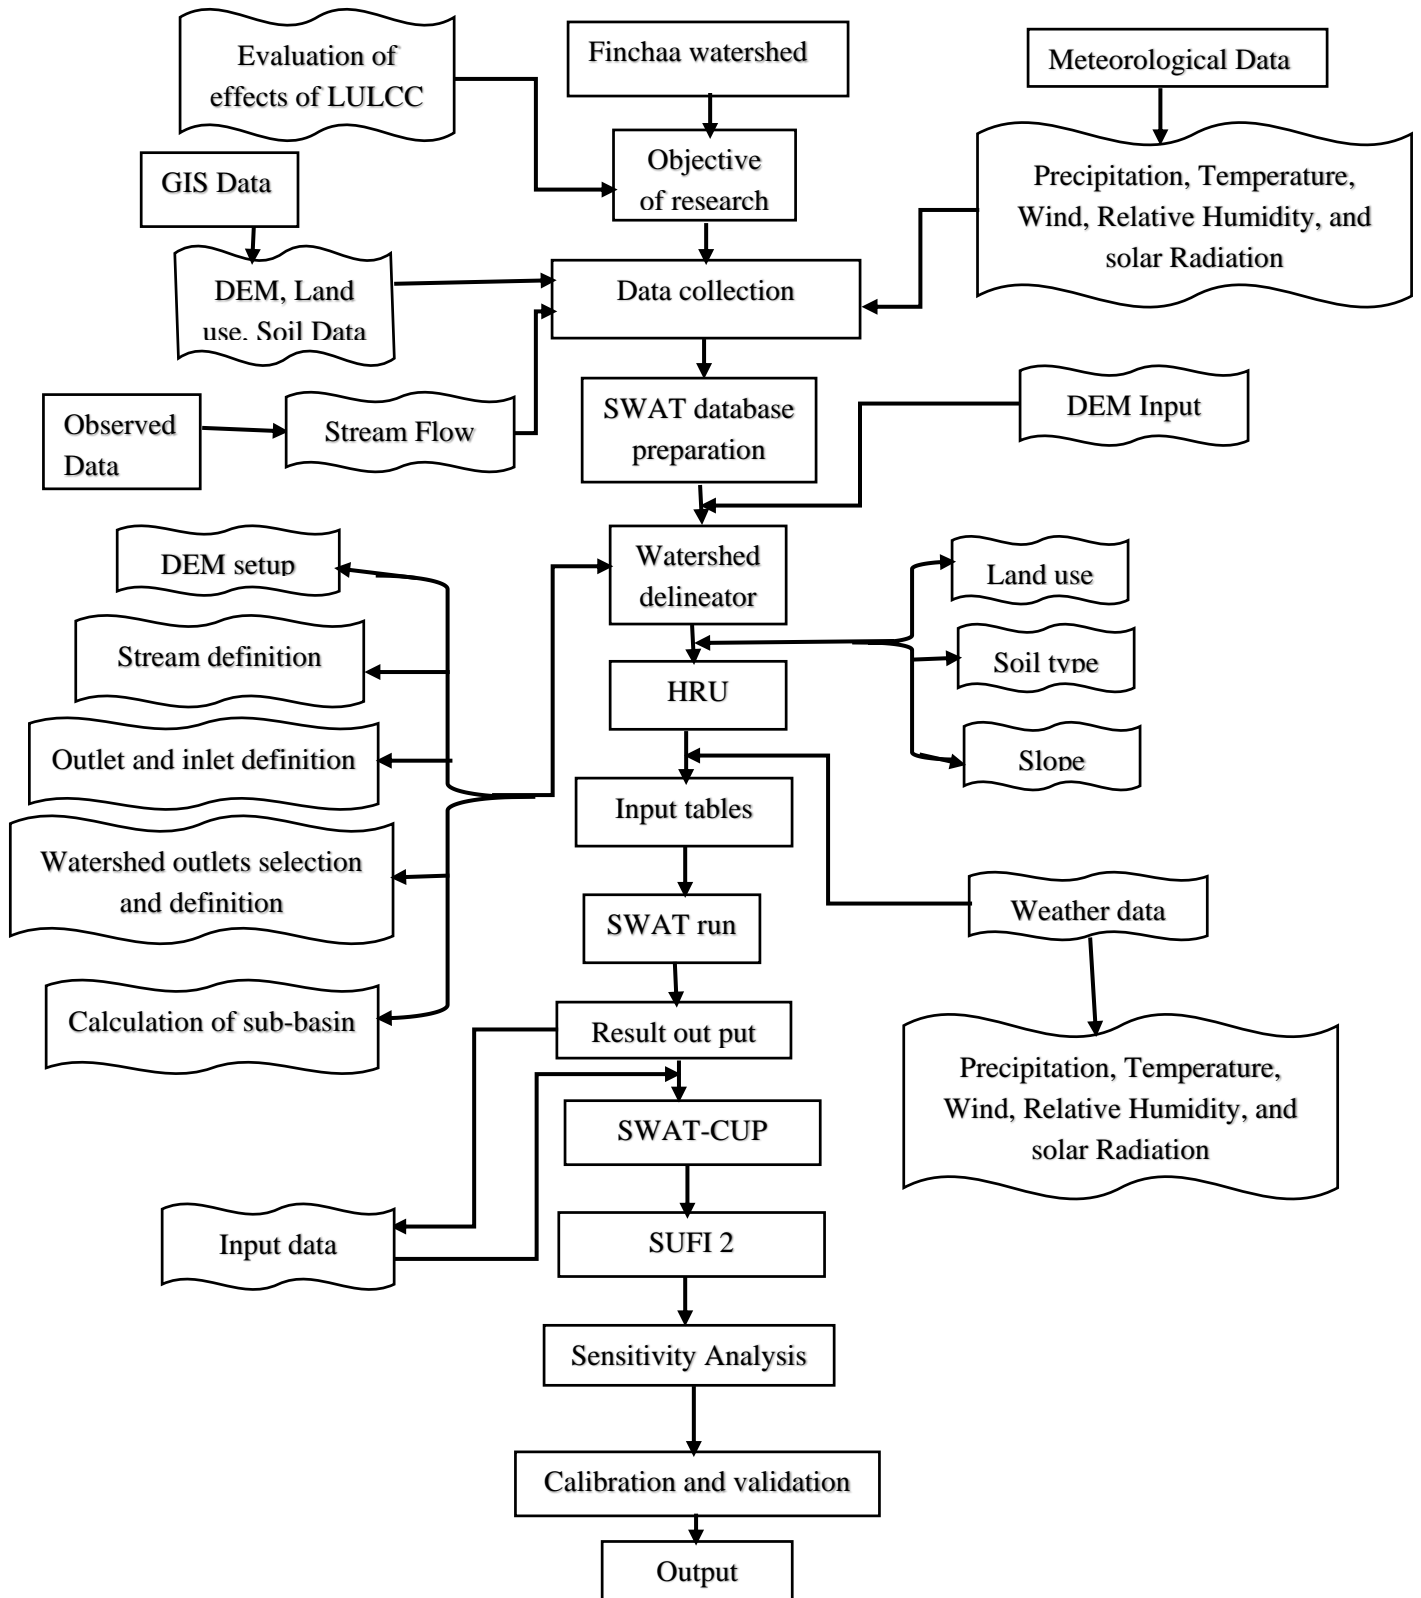 Evaluation of
effects of LULCC
Finchaa watershed
Meteorological Data
GIS Data
Objective
of research
Precipitation, Temperature,
Wind, Relative Humidity, and
solar Radiation
DEM, Land
use, Soil Data
Data collection
Observed
Data
Stream Flow
SWAT database
preparation
DEM Input
DEM setup
Watershed
delineator
Land use
Stream definition
Soil type
HRU
Outlet and inlet definition
Slope
Input tables
Watershed outlets selection
and definition
SWAT run
Weather data
Calculation of sub-basin
Result out put
Precipitation, Temperature,
Wind, Relative Humidity, and
solar Radiation
SWAT-CUP
Input data
SUFI 2
Sensitivity Analysis
Calibration and validation
Output